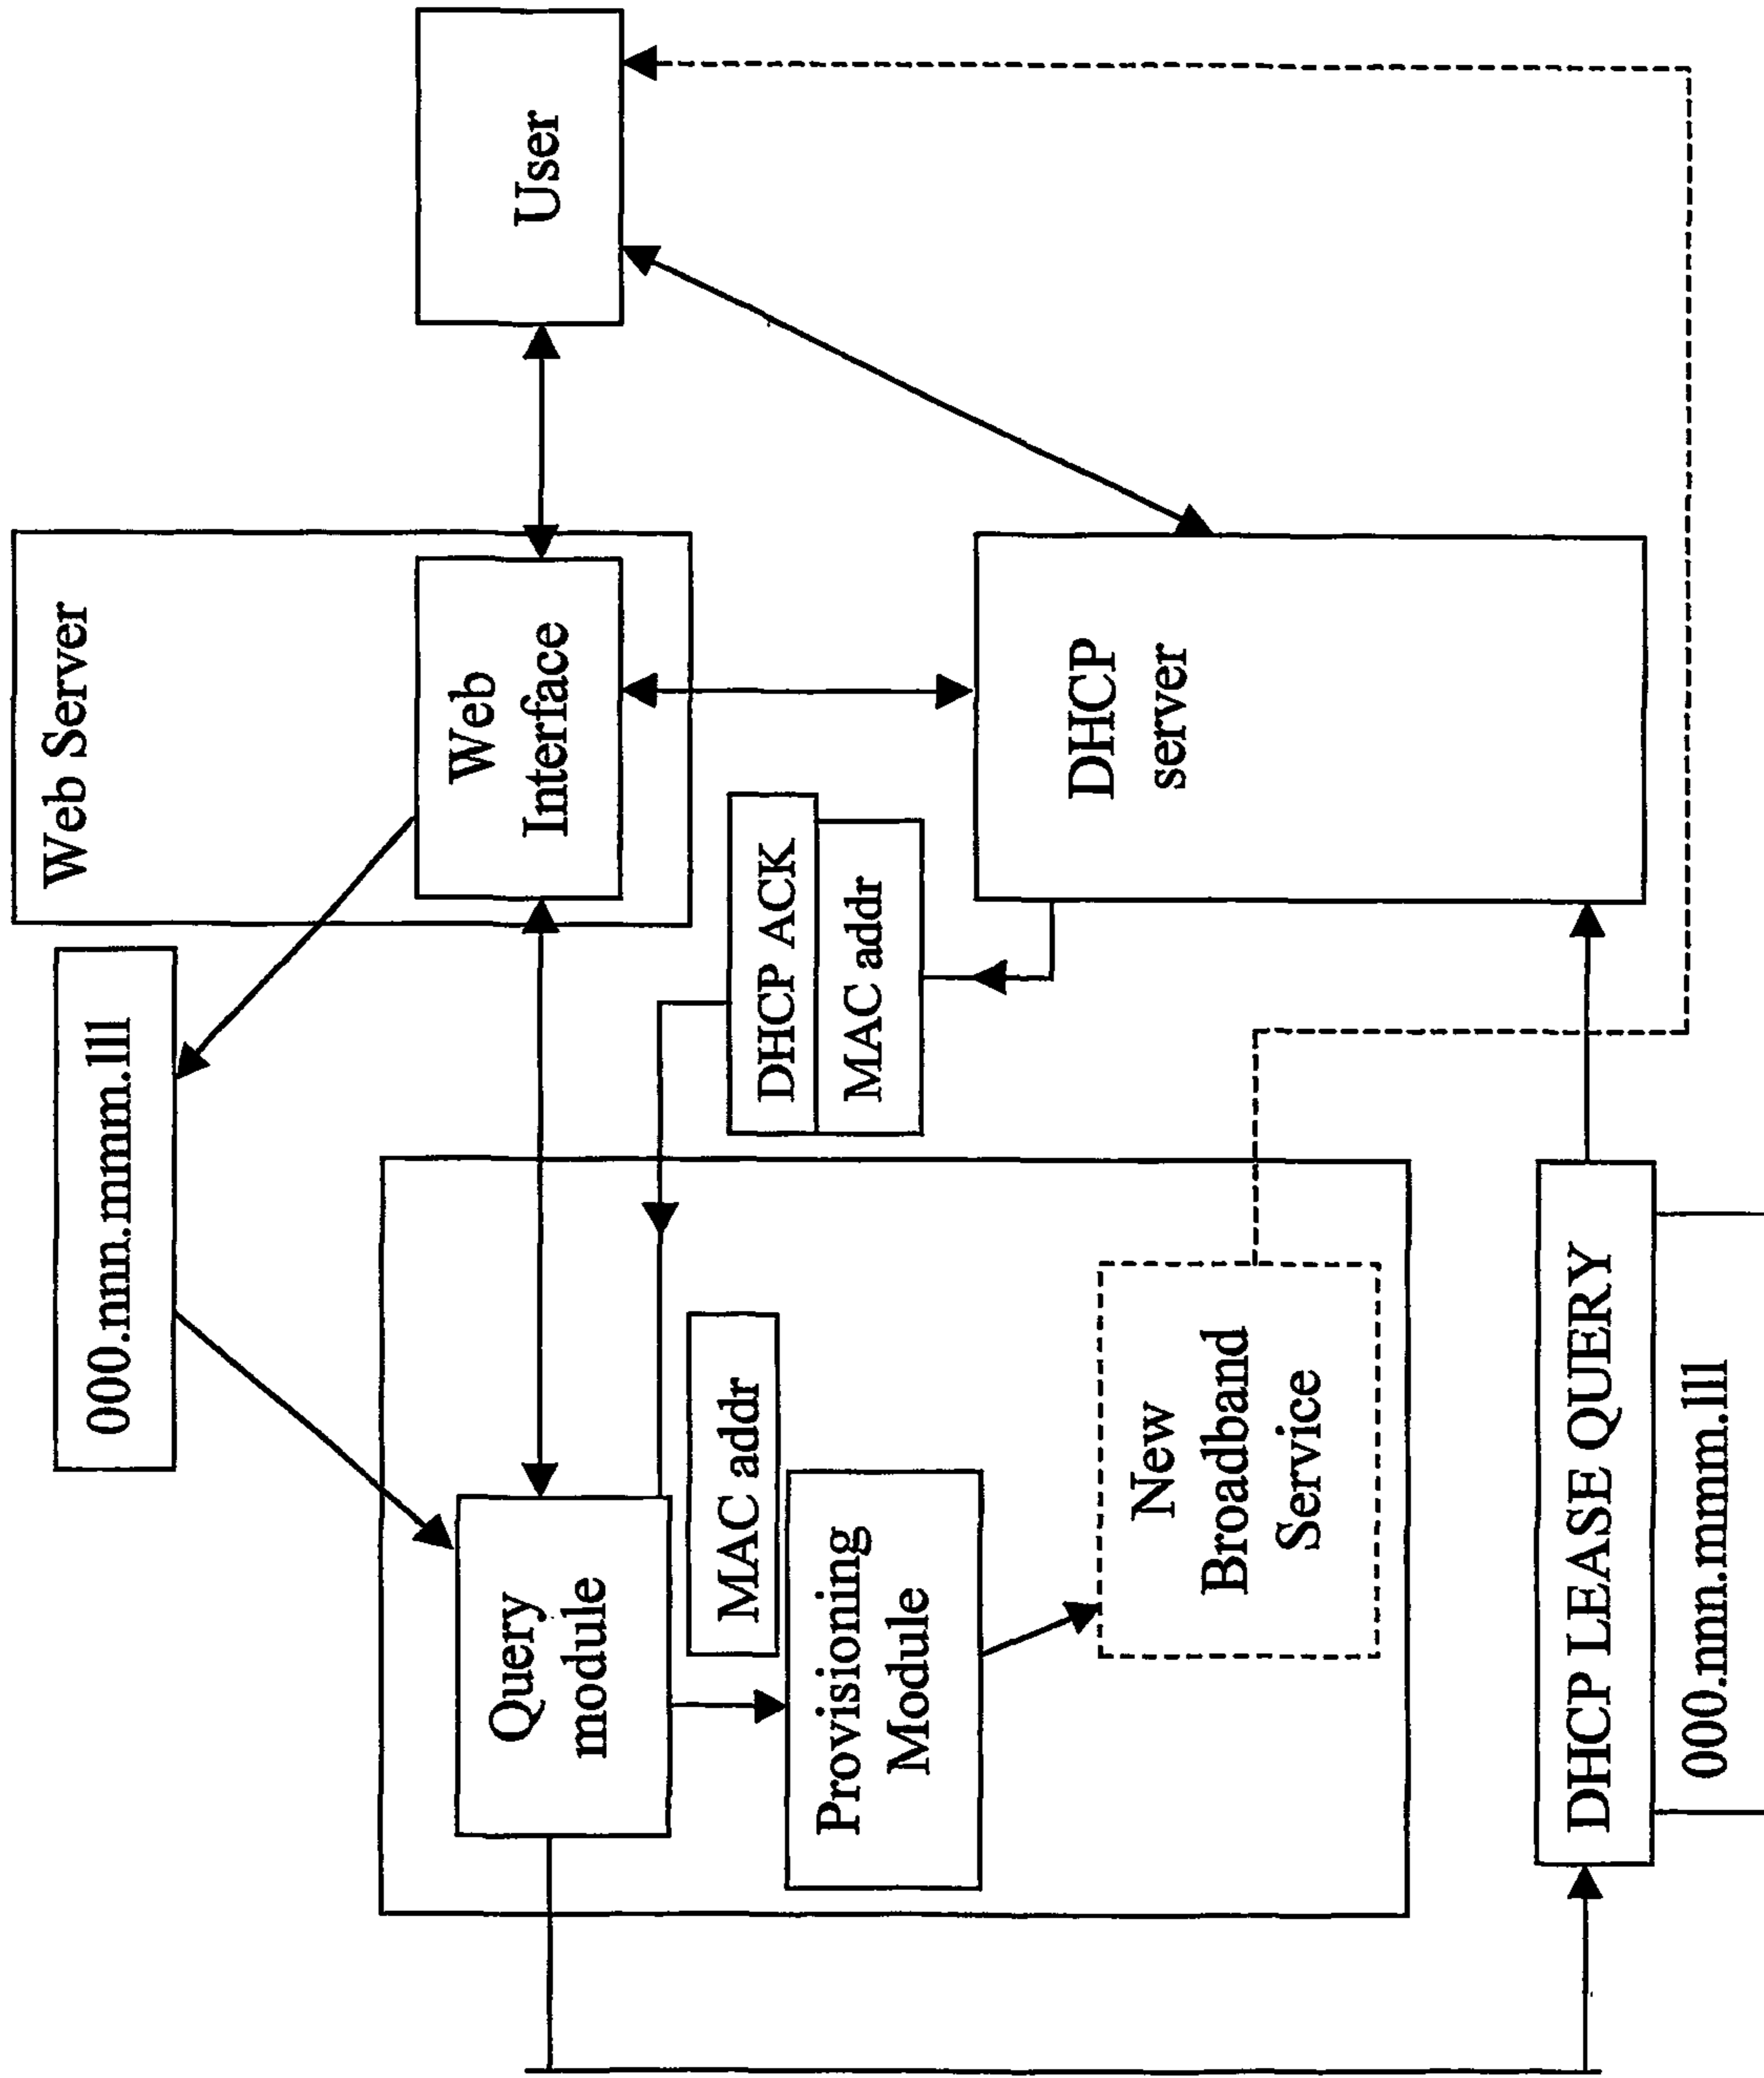 000.nnn.mmm.lll
Web Server
Query
module
Web
Interface
User
MAC addr
DHCP ACK
MAC addr
Provisioning
Module
DHCP
server
New
Broadband
Service
DHCP LEASE QUERY
000.nnn.mmm.lll